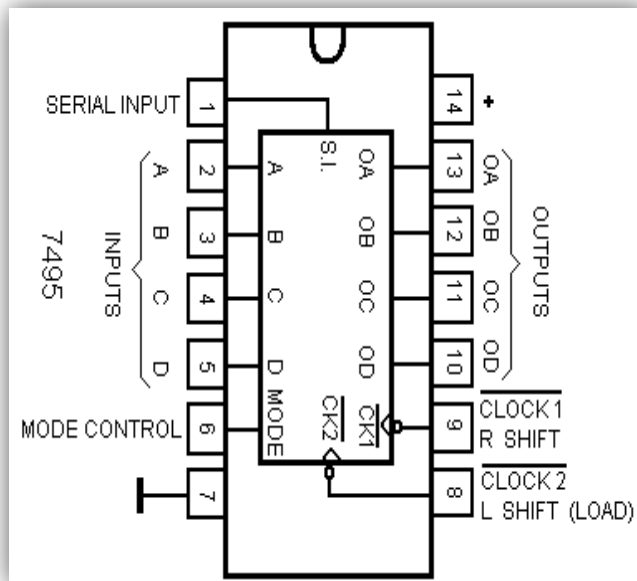 SERIAL INPUT
1
14
+
S.I.
A
2
A
OA
13
OA
B
3
B
OB
12
OB
INPUTS
OUTPUTS
7495
C
4
C
OC
11
OC
D
5
D
OD
10
OD
MODE CONTROL
6
MODE
CK2
CK1
9
CLOCK 1
R SHIFT
7
8
CLOCK 2
L SHIFT (LOAD)